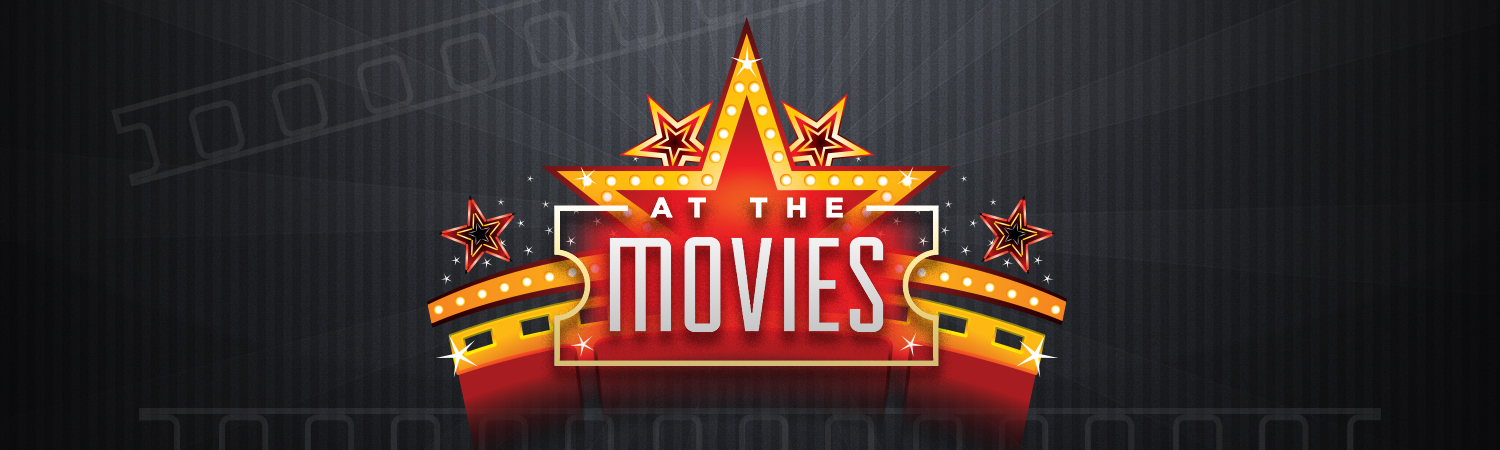 AT THE
MOVIES